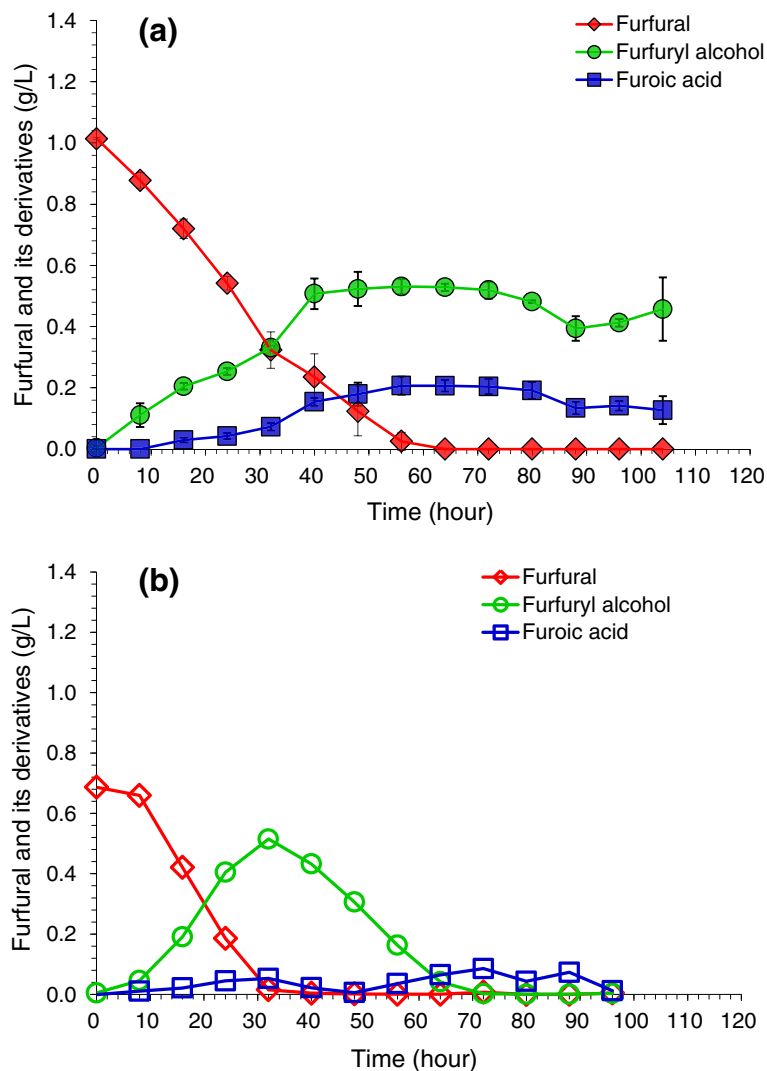 (a)
Furfural
Furfuryl alcohol
Furoic acid
Furfural and its derivatives (g/L)
1.4
1.2
1.0
0.8
0.6
0.4
0.2
0.0
0 10 20 30 40 50 60 70 80 90 100 110 120
Time (hour)
(b)
Furfural
Furfuryl alcohol
Furoic acid
Furfural and its derivatives (g/L)
1.4
1.2
1.0
0.8
0.6
0.4
0.2
0.0
0 10 20 30 40 50 60 70 80 90 100 110 120
Time (hour)